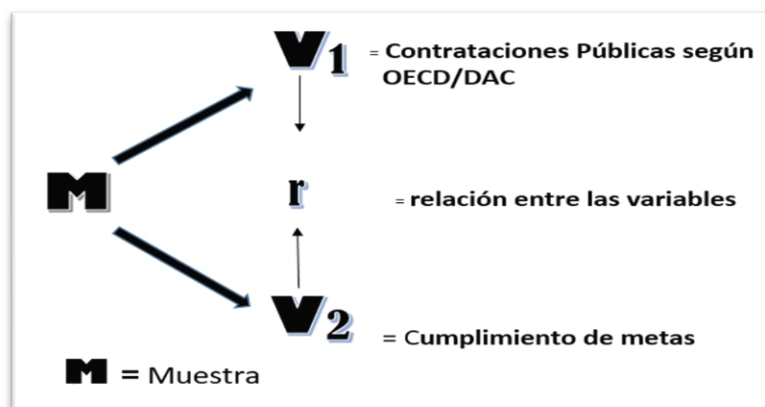 V1 = Contrataciones Públicas según
OECD/DAC
M
r = relación entre las variables
V2 = Cumplimiento de metas
M = Muestra